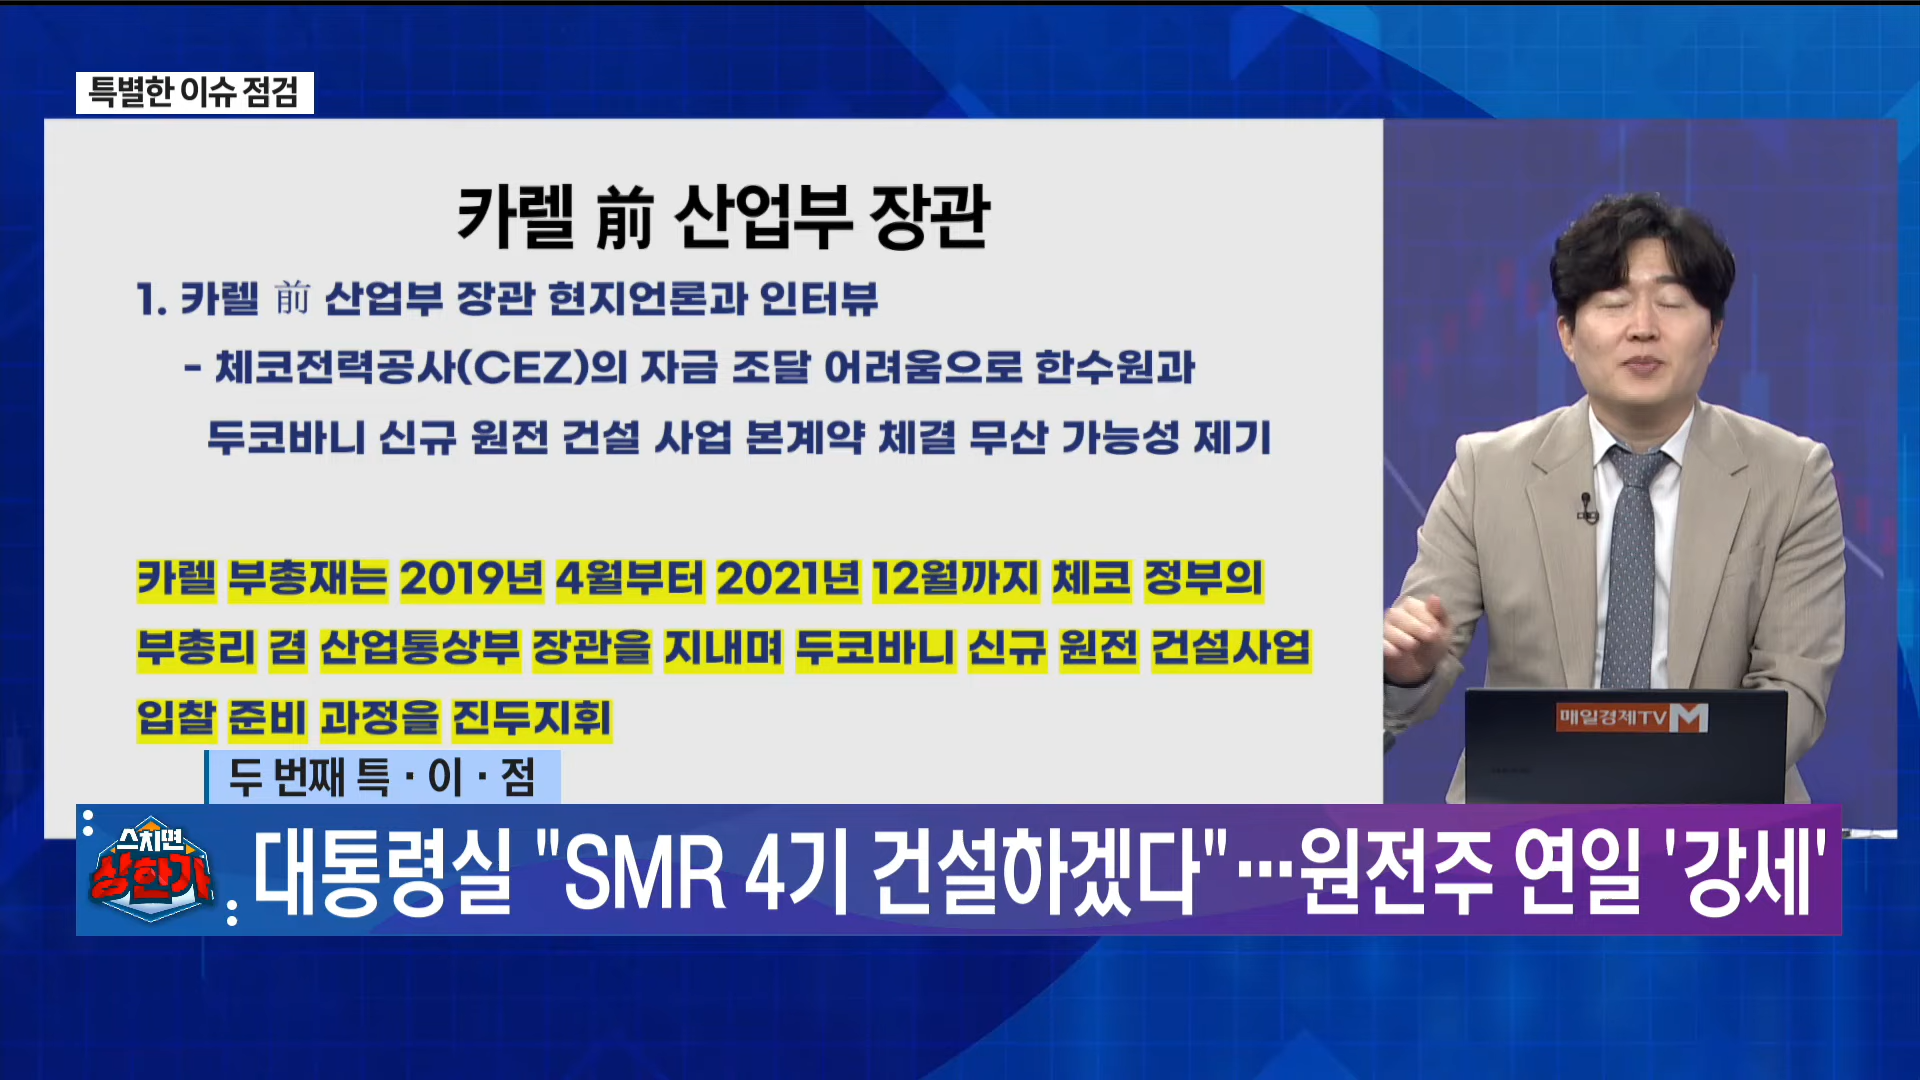 특별한 이슈 점검
카렐 前 산업부 장관
1. 카렐 前 산업부 장관 현지언론과 인터뷰
- 체코전력공사(CEZ)의 자금 조달 어려움으로 한수원과
두코바니 신규 원전 건설 사업 본계약 체결 무산 가능성 제기
카렐 부총재는 2019년 4월부터 2021년 12월까지 체코 정부의
부총리 겸 산업통상부 장관을 지내며 두코바니 신규 원전 건설사업
입찰 준비 과정을 진두지휘
매일경제TV M
두 번째 특·이·점
스치면
상한가
대통령실 "SMR 4기 건설하겠다"…원전주 연일 '강세'